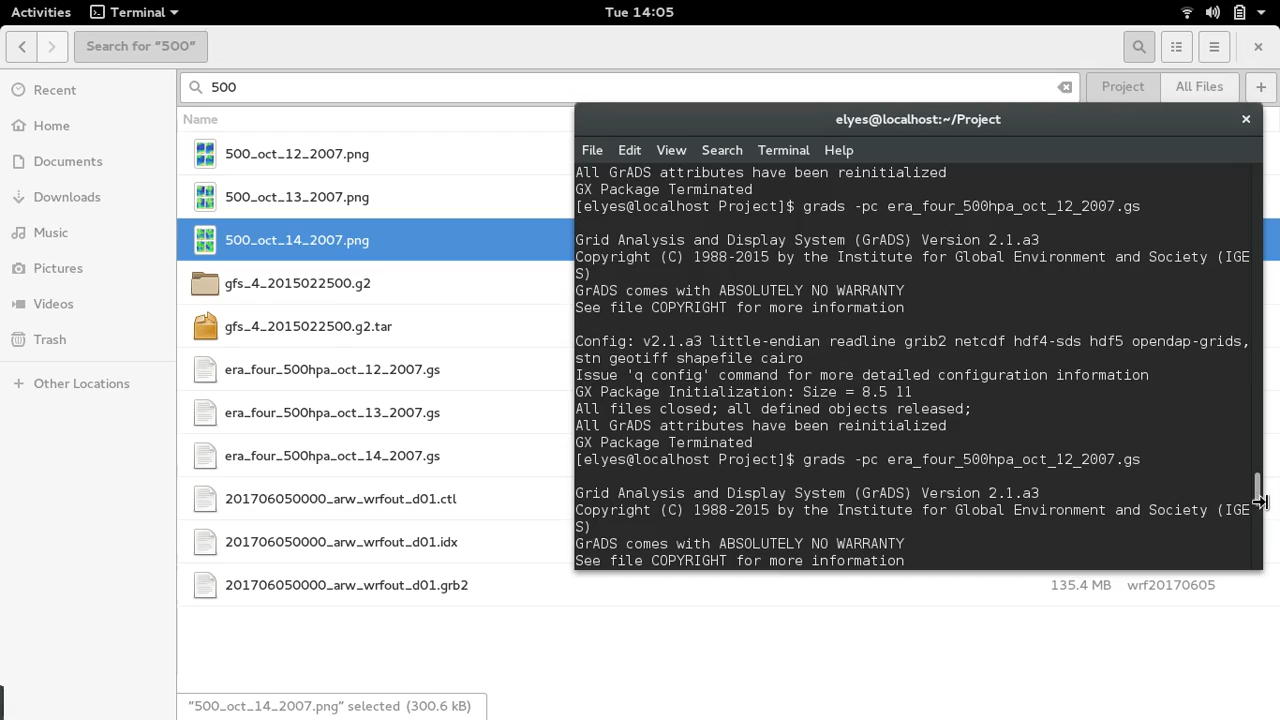 Activities
Terminal
Tue 14:05
Search for "500"
500
Project
All Files
Recent
Home
Documents
Downloads
Music
Pictures
Videos
Trash
Other Locations
Name
500_oct_12_2007.png
500_oct_13_2007.png
500_oct_14_2007.png
gfs_4_2015022500.g2
gfs_4_2015022500.g2.tar
era_four_500hpa_oct_12_2007.gs
era_four_500hpa_oct_13_2007.gs
era_four_500hpa_oct_14_2007.gs
201706050000_arw_wrfout_d01.ctl
201706050000_arw_wrfout_d01.idx
201706050000_arw_wrfout_d01.grb2
135.4 MB
wrf20170605
"500_oct_14_2007.png" selected (300.6 kB)
elyes@localhost:~/Project
File Edit View Search Terminal Help
All GrADS attributes have been reinitialized
GX Package Terminated
[elyes@localhost Project]$ grads -pc era_four_500hpa_oct_12_2007.gs
Grid Analysis and Display System (GrADS) Version 2.1.a3
Copyright (C) 1988-2015 by the Institute for Global Environment and Society (IGE
S)
GrADS comes with ABSOLUTELY NO WARRANTY
See file COPYRIGHT for more information
Config: v2.1.a3 little-endian readline grib2 netcdf hdf4-sds hdf5 opendap-grids,
stn geotiff shapefile cairo
Issue 'q config' command for more detailed configuration information
GX Package Initialization: Size = 8.5 11
All files closed; all defined objects released;
All GrADS attributes have been reinitialized
GX Package Terminated
[elyes@localhost Project]$ grads -pc era_four_500hpa_oct_12_2007.gs
Grid Analysis and Display System (GrADS) Version 2.1.a3
Copyright (C) 1988-2015 by the Institute for Global Environment and Society (IGE
S)
GrADS comes with ABSOLUTELY NO WARRANTY
See file COPYRIGHT for more information